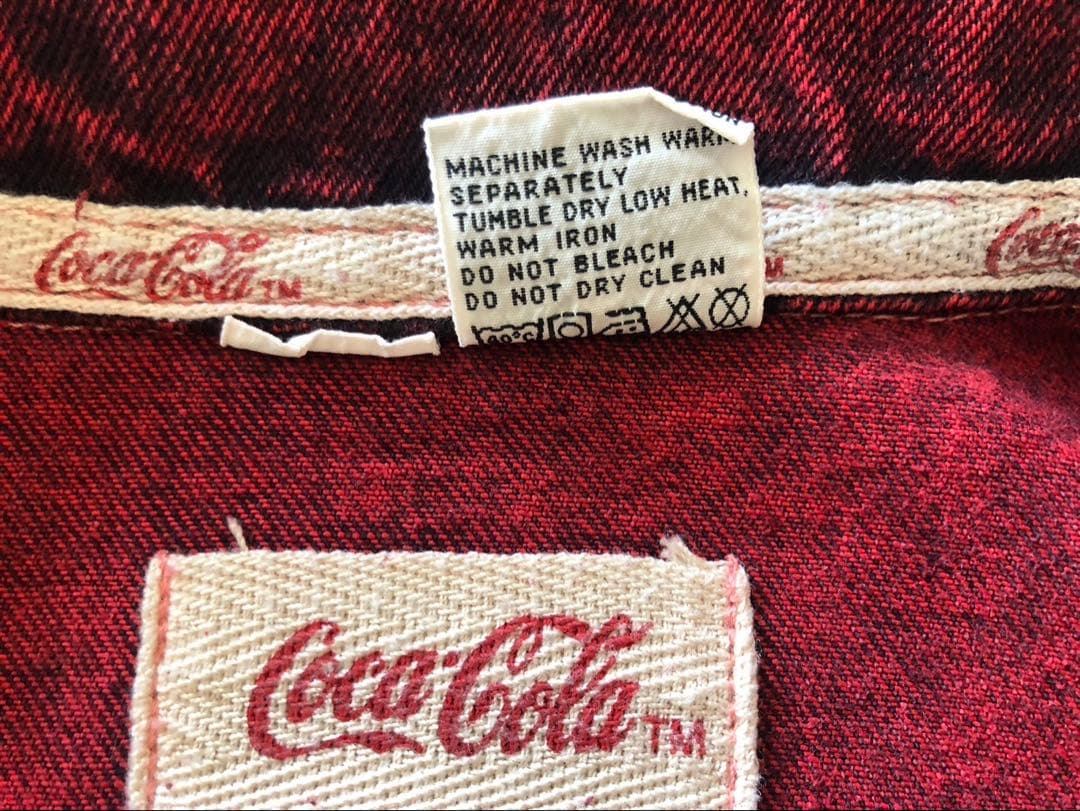 MACHINE WASH WARM
SEPARATELY
TUMBLE DRY LOW HEAT,
WARM IRON
DO NOT BLEACH
DO NOT DRY CLEAN
Coca-Cola TM
Coca-Cola TM